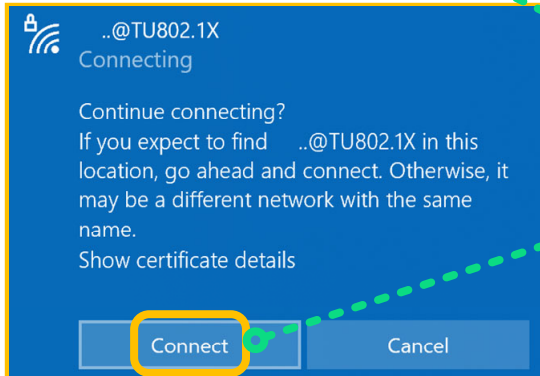 ..@TU802.1X
Connecting
Continue connecting?
If you expect to find ..@TU802.1X in this
location, go ahead and connect. Otherwise, it
may be a different network with the same
name.
Show certificate details
Connect
Cancel